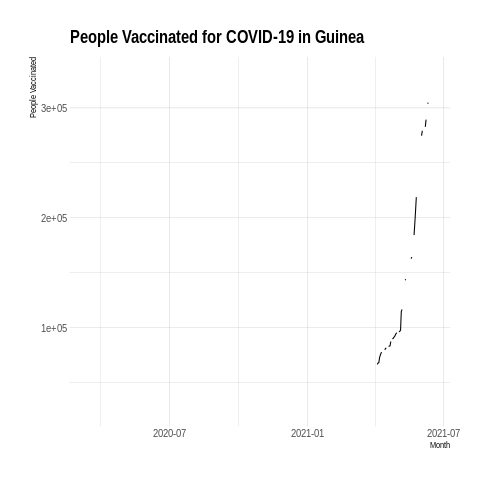 People Vaccinated for COVID-19 in Guinea
People Vaccinated
3e+05
2e+05
1e+05
2020-07
2021-01
2021-07
Month